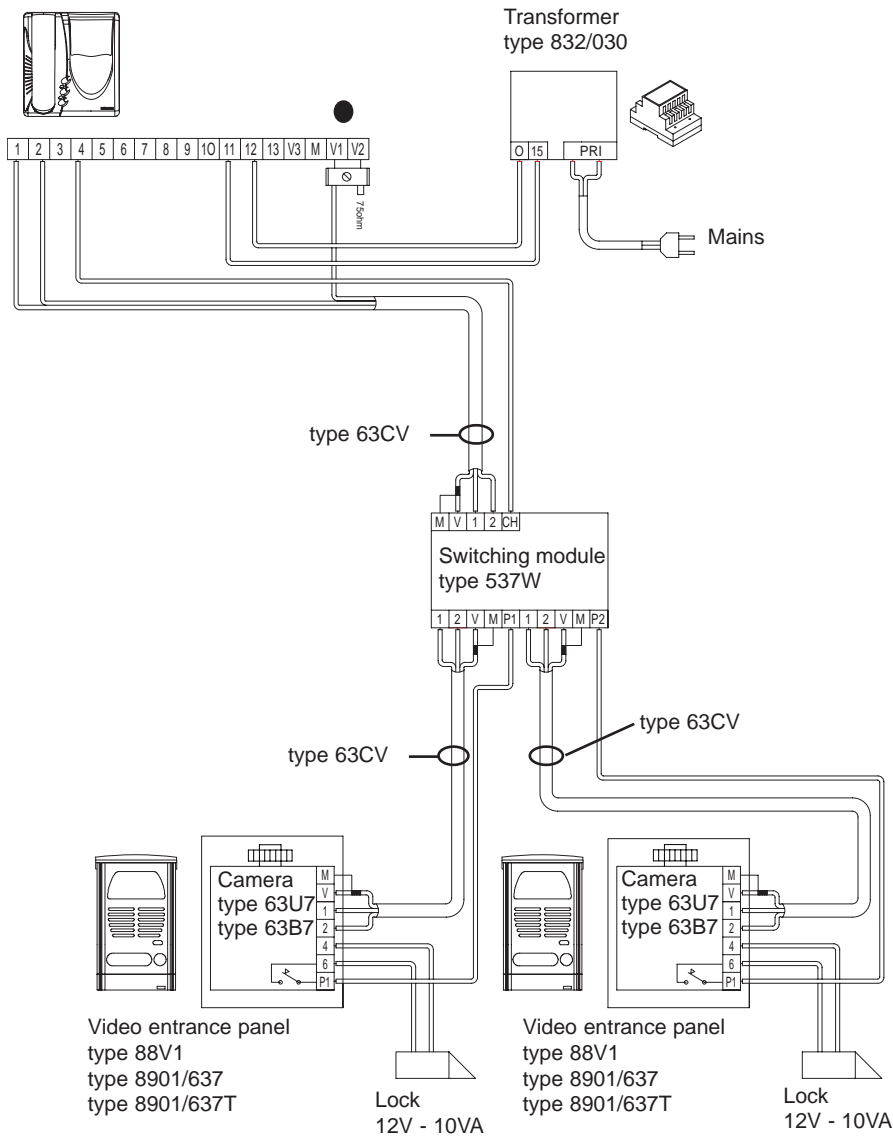 Transformer
type 832/030
1 2 3 4 5 6 7 8 9 10 11 12 13 V3 M V1 V2
O 15 PRI
75ohm
Mains
type 63CV
M V 1 2 CH
Switching module
type 537W
1 2 V M P1 1 2 V M P2
type 63CV
type 63CV
Camera
type 63U7
type 63B7
M
V
1
2
4
6
P1
Camera
type 63U7
type 63B7
M
V
1
2
4
6
P1
Video entrance panel
type 88V1
type 8901/637
type 8901/637T
Lock
12V - 10VA
Video entrance panel
type 88V1
type 8901/637
type 8901/637T
Lock
12V - 10VA